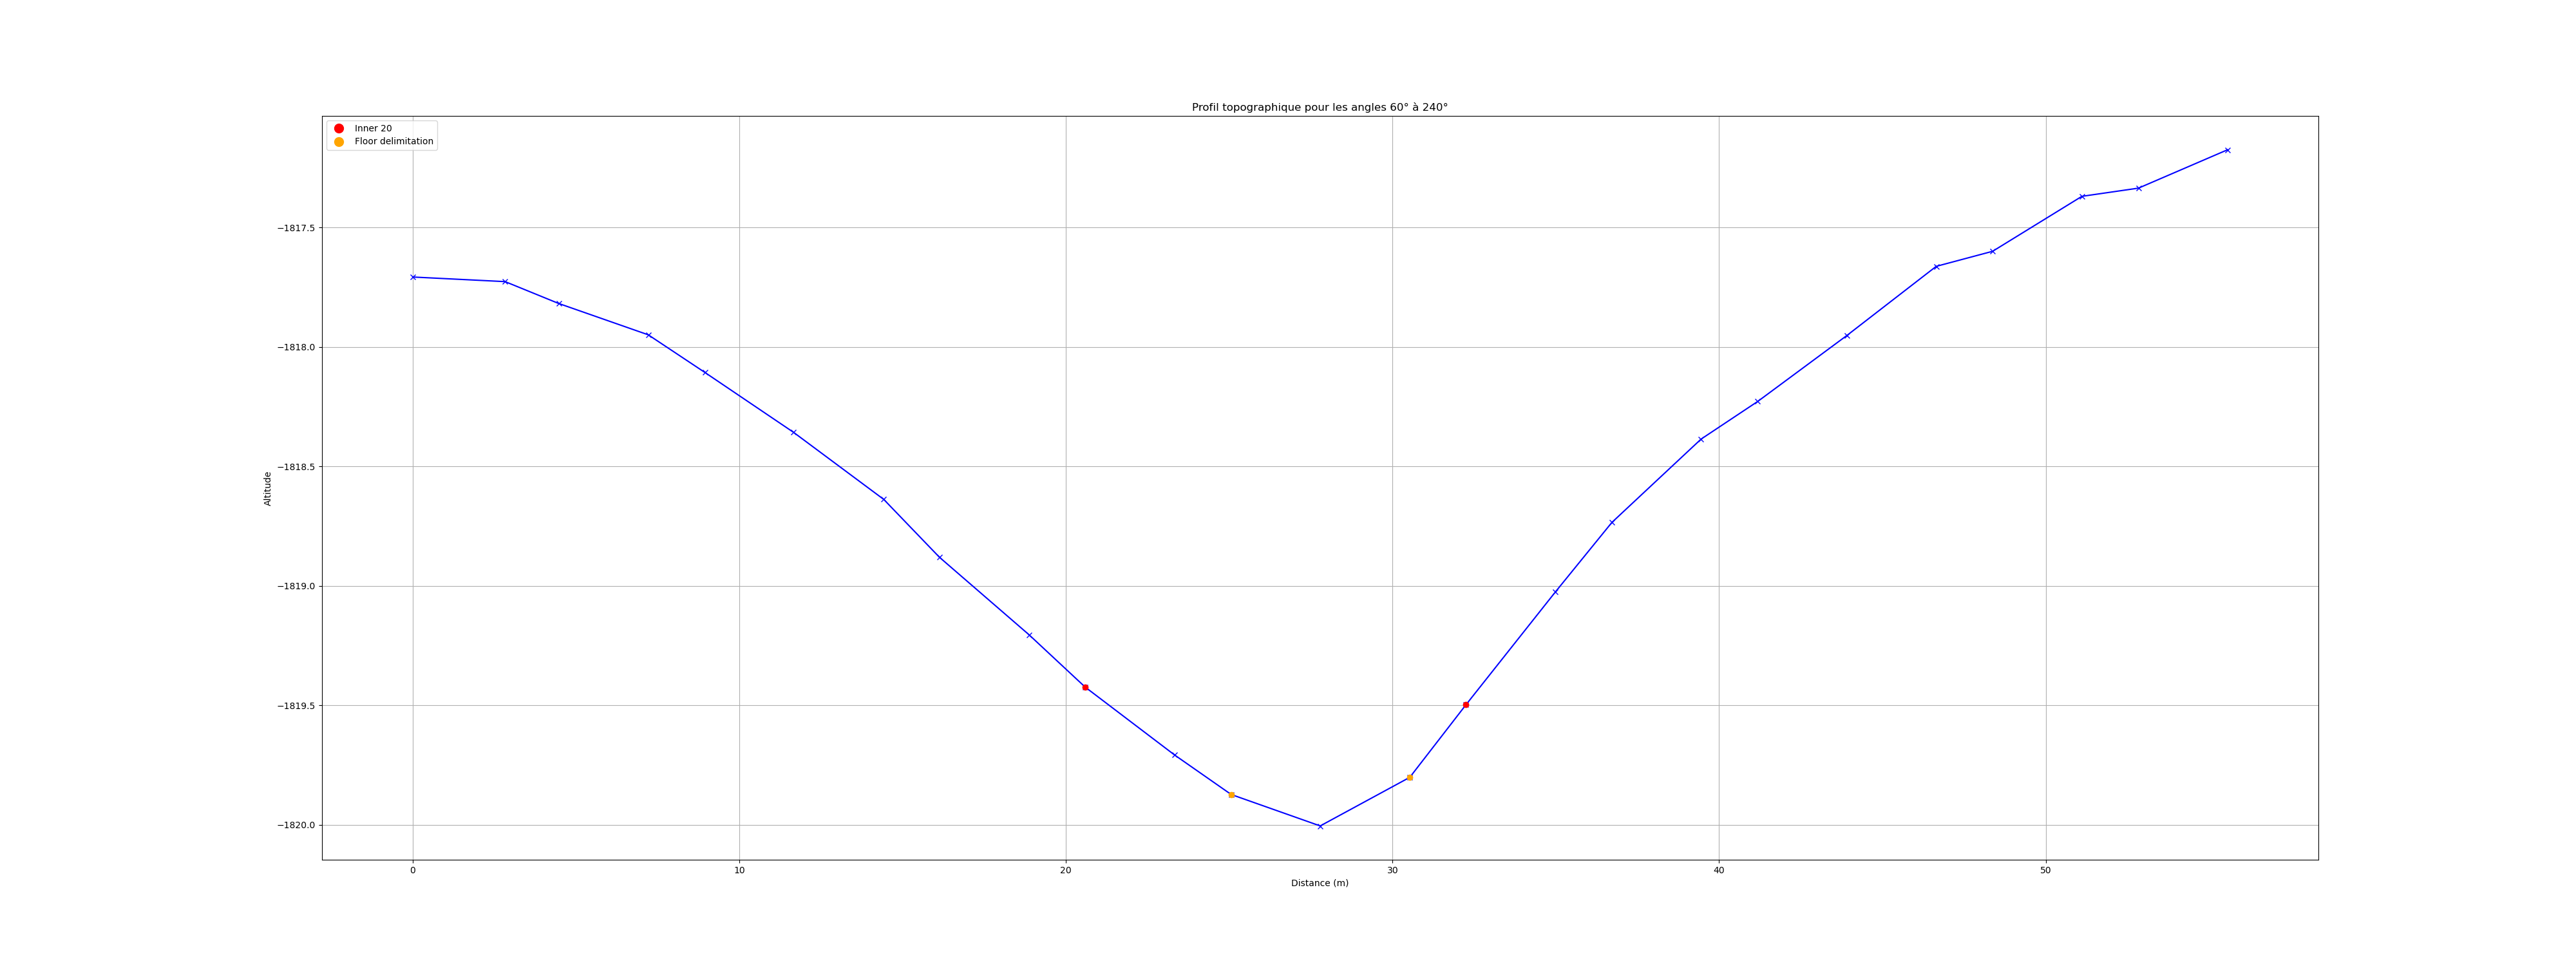 Profil topographique pour les angles 60° à 240°
Inner 20
Floor delimitation
−1817.5
−1818.0
−1818.5
−1819.0
−1819.5
−1820.0
Altitude
0 10 20 30 40 50
Distance (m)